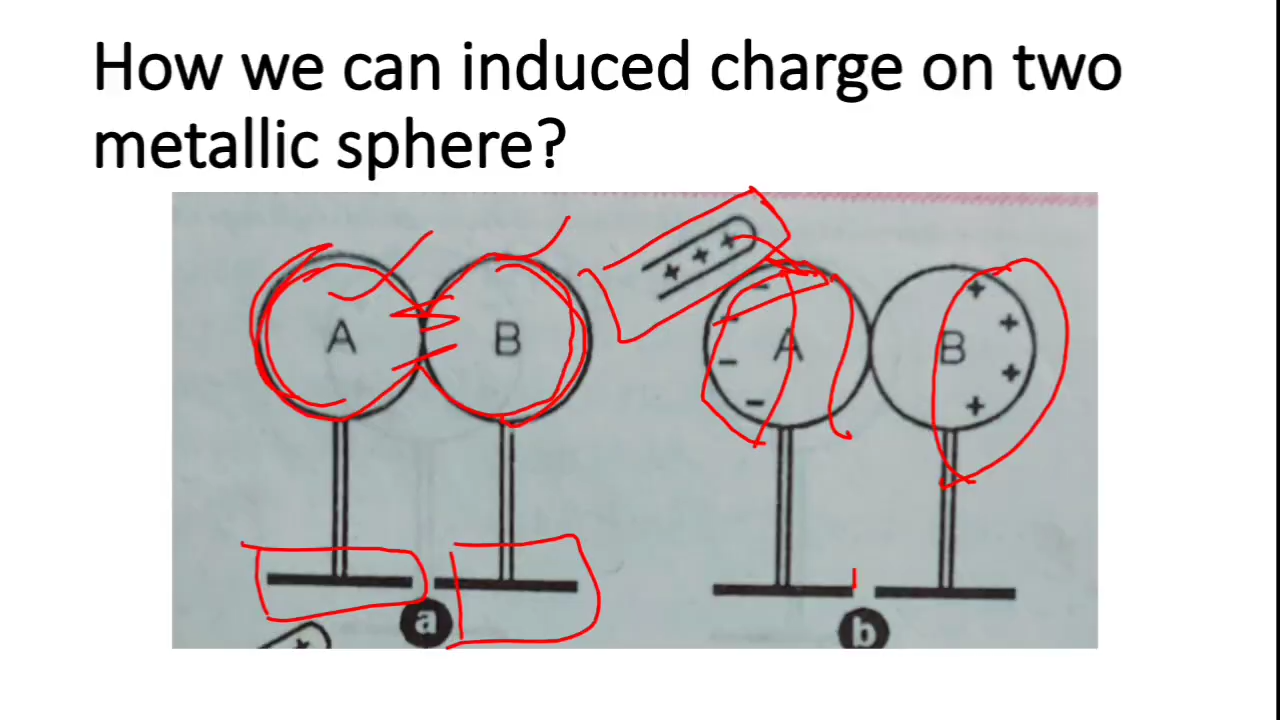 How we can induced charge on two
metallic sphere?
A B
+ + +
- - - -
A B
+ + + +
a b
+